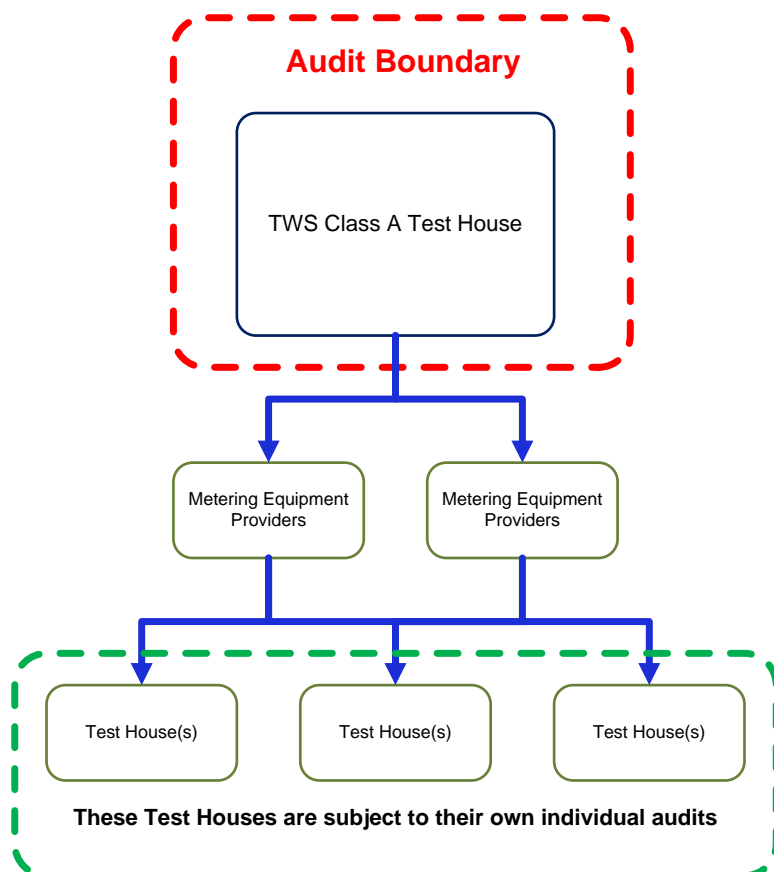 Audit Boundary
TWS Class A Test House
Metering Equipment
Providers
Metering Equipment
Providers
Test House(s)
Test House(s)
Test House(s)
These Test Houses are subject to their own individual audits